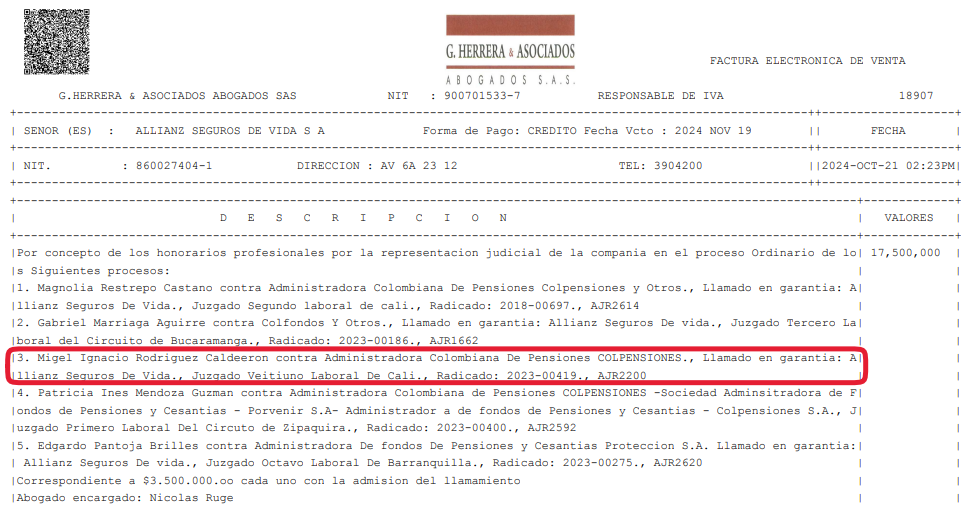 G. HERRERA & ASOCIADOS
ABOGADOS S.A.S.
FACTURA ELECTRONICA DE VENTA
G.HERRERA & ASOCIADOS ABOGADOS SAS NIT : 900701533-7 RESPONSABLE DE IVA 18907
SENOR (ES) : ALLIANZ SEGUROS DE VIDA S A Forma de Pago: CREDITO Fecha Vcto : 2024 NOV 19 FECHA
NIT. : 860027404-1 DIRECCION : AV 6A 23 12 TEL: 3904200 2024-OCT-21 02:23PM
D E S C R I P C I O N VALORES
Por concepto de los honorarios profesionales por la representacion judicial de la compania en el proceso Ordinario de lo 17,500,000
s Siguientes procesos:
1. Magnolia Restrepo Castano contra Administradora Colombiana De Pensiones Colpensiones y Otros., Llamado en garantia: A
llianz Seguros De Vida., Juzgado Segundo laboral de cali., Radicado: 2018-00697., AJR2614
2. Gabriel Marriaga Aguirre contra Colfondos Y Otros., Llamado en garantia: Allianz Seguros De vida., Juzgado Tercero La
boral del Circuito de Bucaramanga., Radicado: 2023-00186., AJR1662
3. Migel Ignacio Rodriguez Caldeeron contra Administradora Colombiana De Pensiones COLPENSIONES., Llamado en garantia: A
llianz Seguros De Vida., Juzgado Veitiuno Laboral De Cali., Radicado: 2023-00419., AJR2200
4. Patricia Ines Mendoza Guzman contra Administradora Colombiana de Pensiones COLPENSIONES -Sociedad Adminsitradora de F
ondos de Pensiones y Cesantias - Porvenir S.A- Administrador a de fondos de Pensiones y Cesantias - Colpensiones S.A., J
uzgado Primero Laboral Del Circuto de Zipaquira., Radicado: 2023-00400., AJR2592
5. Edgardo Pantoja Brilles contra Administradora De fondos De Pensiones y Cesantias Proteccion S.A. Llamado en garantia:
Allianz Seguros De vida., Juzgado Octavo Laboral De Barranquilla., Radicado: 2023-00275., AJR2620
Correspondiente a $3.500.000.oo cada uno con la admision del llamamiento
Abogado encargado: Nicolas Ruge